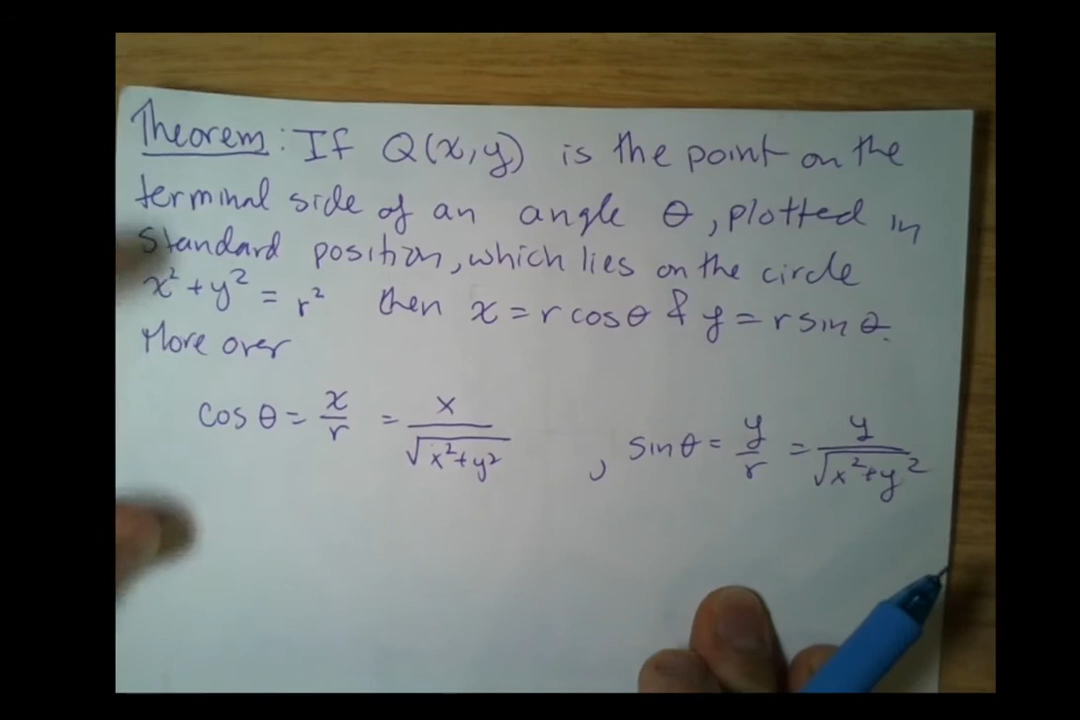 Theorem: If Q(x,y) is the point on the
terminal side of an angle θ, plotted in
standard position, which lies on the circle
x² + y² = r² then x = r cos θ & y = r sin θ.
More over
cos θ = x/r = x/√(x²+y²) , sin θ = y/r = y/√(x²+y²)